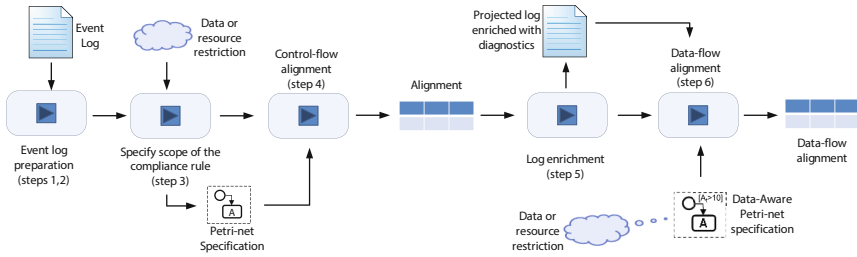 Event
Log
Data or
resource
restriction
Control-flow
alignment
(step 4)
Alignment
Projected log
enriched with
diagnostics
Data-flow
alignment
(step 6)
Event log
preparation
(steps 1,2)
Specify scope of the
compliance rule
(step 3)
A
Petri-net
Specification
Log enrichment
(step 5)
Data-flow
alignment
Data or
resource
restriction
[A,>10]
A
Data-Aware
Petri-net
specification